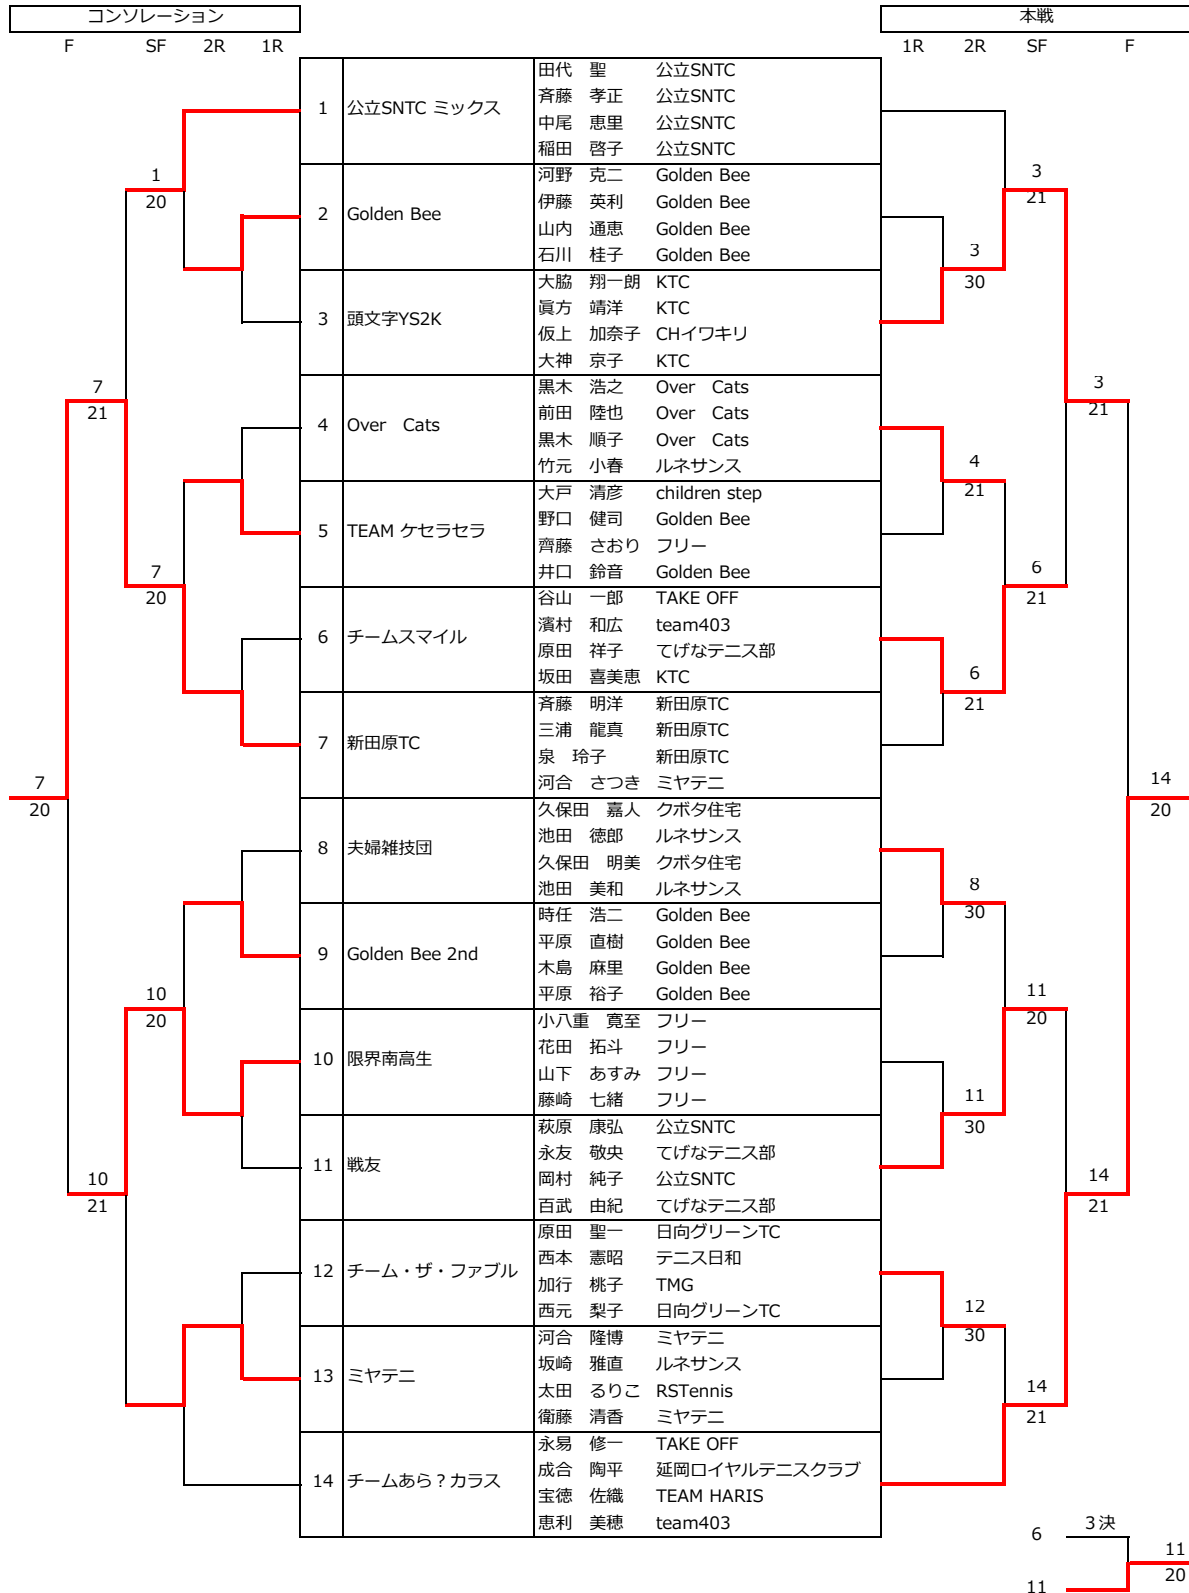 コンソレーション 本戦
F SF 2R 1R 1R 2R SF F
田代 聖 公立SNTC
斉藤 孝正 公立SNTC
1 公立SNTC ミックス
中尾 恵里 公立SNTC
稲田 啓子 公立SNTC
1 河野 克二 Golden Bee 3
20 伊藤 英利 Golden Bee 21
2 Golden Bee
山内 通恵 Golden Bee
石川 桂子 Golden Bee 3
大脇 翔一朗 KTC 30
眞方 靖洋 KTC
3 頭文字YS2K
仮上 加奈子 CHイワキリ
大神 京子 KTC
7 黒木 浩之 Over Cats 3
21 前田 陸也 Over Cats 21
4 Over Cats
黒木 順子 Over Cats
竹元 小春 ルネサンス 4
大戸 清彦 children step 21
野口 健司 Golden Bee
5 TEAM ケセラセラ
齊藤 さおり フリー
7 井口 鈴音 Golden Bee 6
20 谷山 一郎 TAKE OFF 21
濱村 和広 team403
6 チームスマイル
原田 祥子 てげなテニス部
坂田 喜美恵 KTC 6
斉藤 明洋 新田原TC 21
三浦 龍真 新田原TC
7 新田原TC
泉 玲子 新田原TC
7 河合 さつき ミヤテニ 14
20 久保田 嘉人 クボタ住宅 20
池田 徳郎 ルネサンス
8 夫婦雑技団
久保田 明美 クボタ住宅
池田 美和 ルネサンス 8
時任 浩二 Golden Bee 30
平原 直樹 Golden Bee
9 Golden Bee 2nd
木島 麻里 Golden Bee
10 平原 裕子 Golden Bee 11
20 小八重 寛至 フリー 20
花田 拓斗 フリー
10 限界南高生
山下 あすみ フリー
藤崎 七緒 フリー 11
萩原 康弘 公立SNTC 30
永友 敬央 てげなテニス部
11 戦友
10 岡村 純子 公立SNTC 14
21 百武 由紀 てげなテニス部 21
原田 聖一 日向グリーンTC
西本 憲昭 テニス日和
12 チーム・ザ・ファブル
加行 桃子 TMG
西元 梨子 日向グリーンTC 12
河合 隆博 ミヤテニ 30
坂崎 雅直 ルネサンス
13 ミヤテニ
太田 るりこ RSTennis 14
衛藤 清香 ミヤテニ 21
永易 修一 TAKE OFF
成合 陶平 延岡ロイヤルテニスクラブ
14 チームあら？カラス
宝徳 佐織 TEAM HARIS
恵利 美穂 team403
6 3決
11
20
11